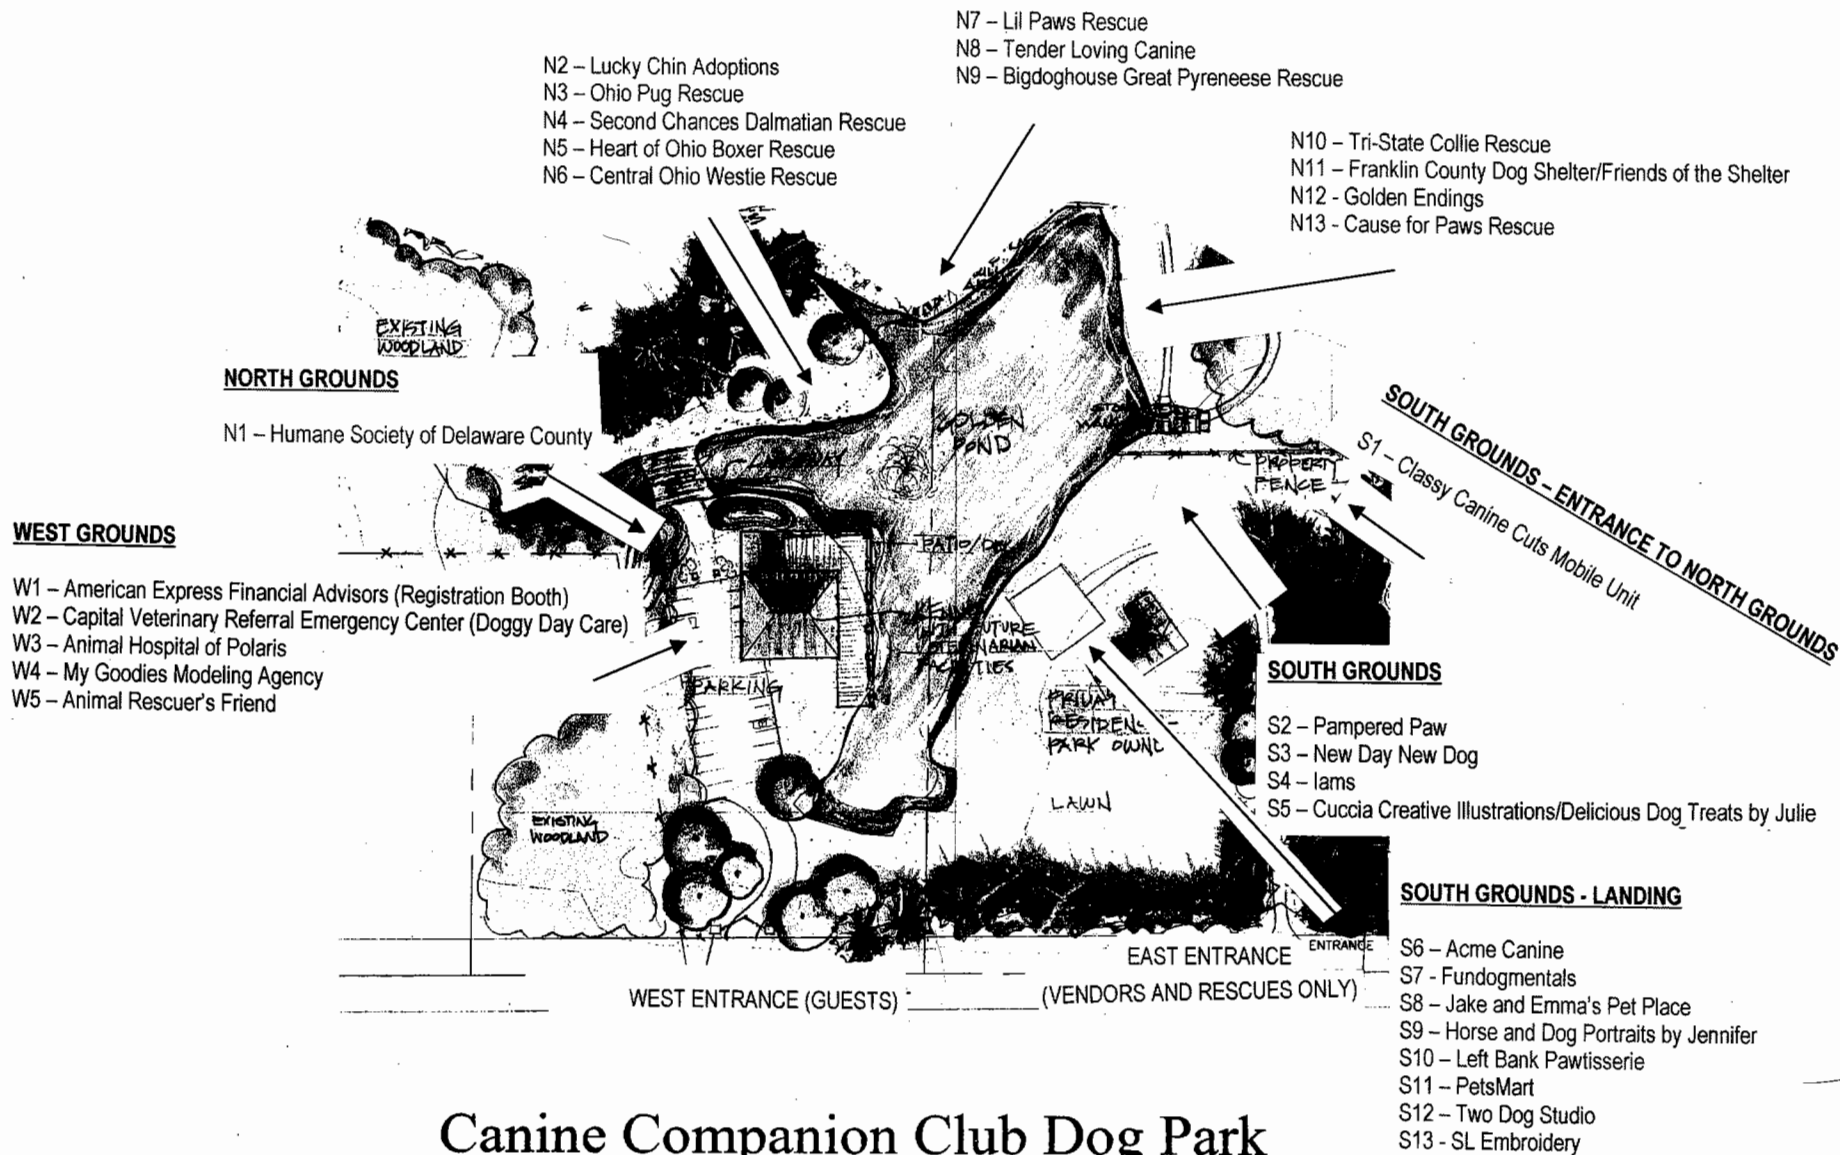 N7 – Lil Paws Rescue
N8 – Tender Loving Canine
N9 – Bigdoghouse Great Pyreneese Rescue
N2 – Lucky Chin Adoptions
N3 – Ohio Pug Rescue
N4 – Second Chances Dalmatian Rescue
N5 – Heart of Ohio Boxer Rescue
N6 – Central Ohio Westie Rescue
N10 – Tri-State Collie Rescue
N11 – Franklin County Dog Shelter/Friends of the Shelter
N12 - Golden Endings
N13 - Cause for Paws Rescue
EXISTING
WOODLAND
NORTH GROUNDS
N1 – Humane Society of Delaware County
GOLDEN
POND
STONE
WALL
PROPERTY
FENCE
SOUTH GROUNDS – ENTRANCE TO NORTH GROUNDS
S1 – Classy Canine Cuts Mobile Unit
WEST GROUNDS
W1 – American Express Financial Advisors (Registration Booth)
W2 – Capital Veterinary Referral Emergency Center (Doggy Day Care)
W3 – Animal Hospital of Polaris
W4 – My Goodies Modeling Agency
W5 – Animal Rescuer's Friend
PATIO/
FUTURE
PARKING
PRIVAT
RESIDENC
PARK OWN
LAWN
SOUTH GROUNDS
S2 – Pampered Paw
S3 – New Day New Dog
S4 – Iams
S5 – Cuccia Creative Illustrations/Delicious Dog Treats by Julie
EXISTING
WOODLAND
SOUTH GROUNDS - LANDING
S6 – Acme Canine
S7 - Fundogmentals
S8 – Jake and Emma's Pet Place
S9 – Horse and Dog Portraits by Jennifer
S10 – Left Bank Pawtisserie
S11 – PetsMart
S12 – Two Dog Studio
S13 - SL Embroidery
EAST ENTRANCE
ENTRANCE
(VENDORS AND RESCUES ONLY)
WEST ENTRANCE (GUESTS)
Canine Companion Club Dog Park